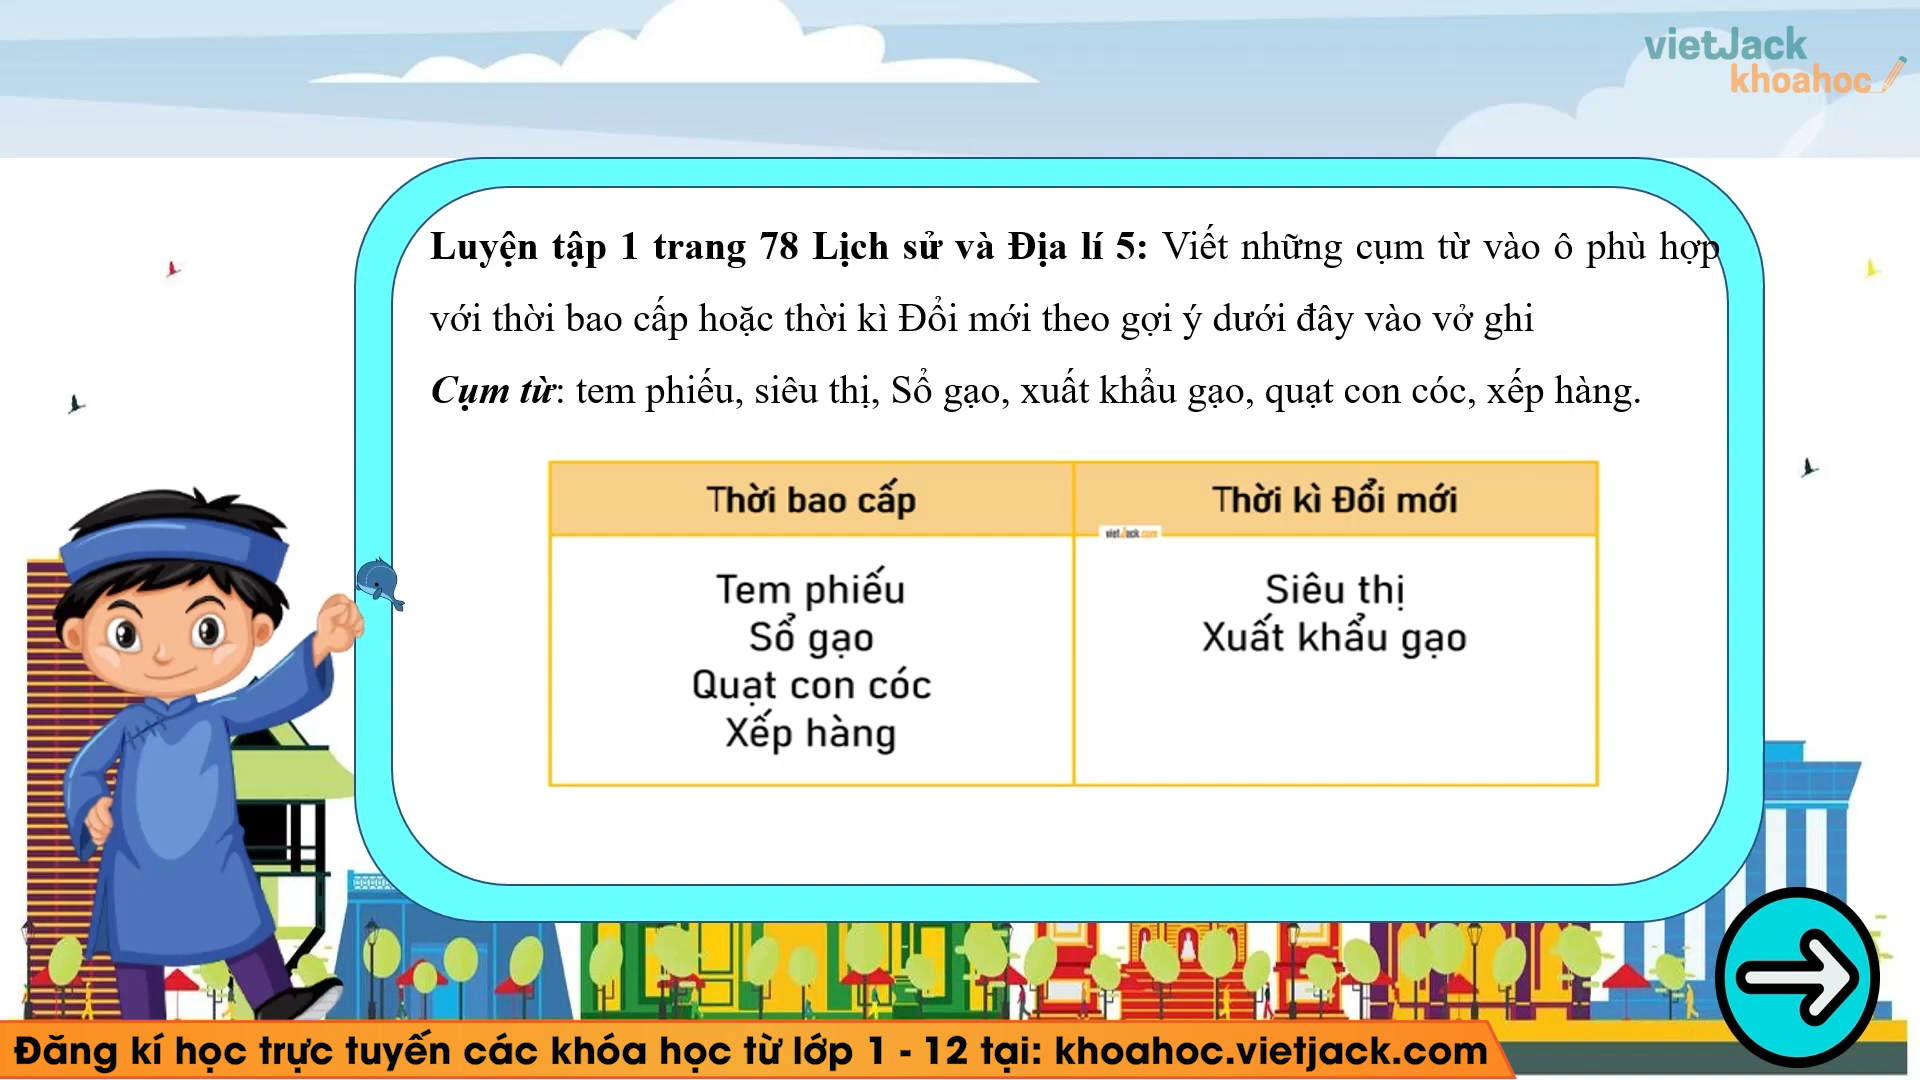 vietJack
khoahoc
Luyện tập 1 trang 78 Lịch sử và Địa lí 5: Viết những cụm từ vào ô phù hợp
với thời bao cấp hoặc thời kì Đổi mới theo gợi ý dưới đây vào vở ghi
Cụm từ: tem phiếu, siêu thị, Sổ gạo, xuất khẩu gạo, quạt con cóc, xếp hàng.
Thời bao cấp
Thời kì Đổi mới
vietJack.com
Tem phiếu
Sổ gạo
Quạt con cóc
Xếp hàng
Siêu thị
Xuất khẩu gạo
Đăng kí học trực tuyến các khóa học từ lớp 1 - 12 tại: khoahoc.vietjack.com